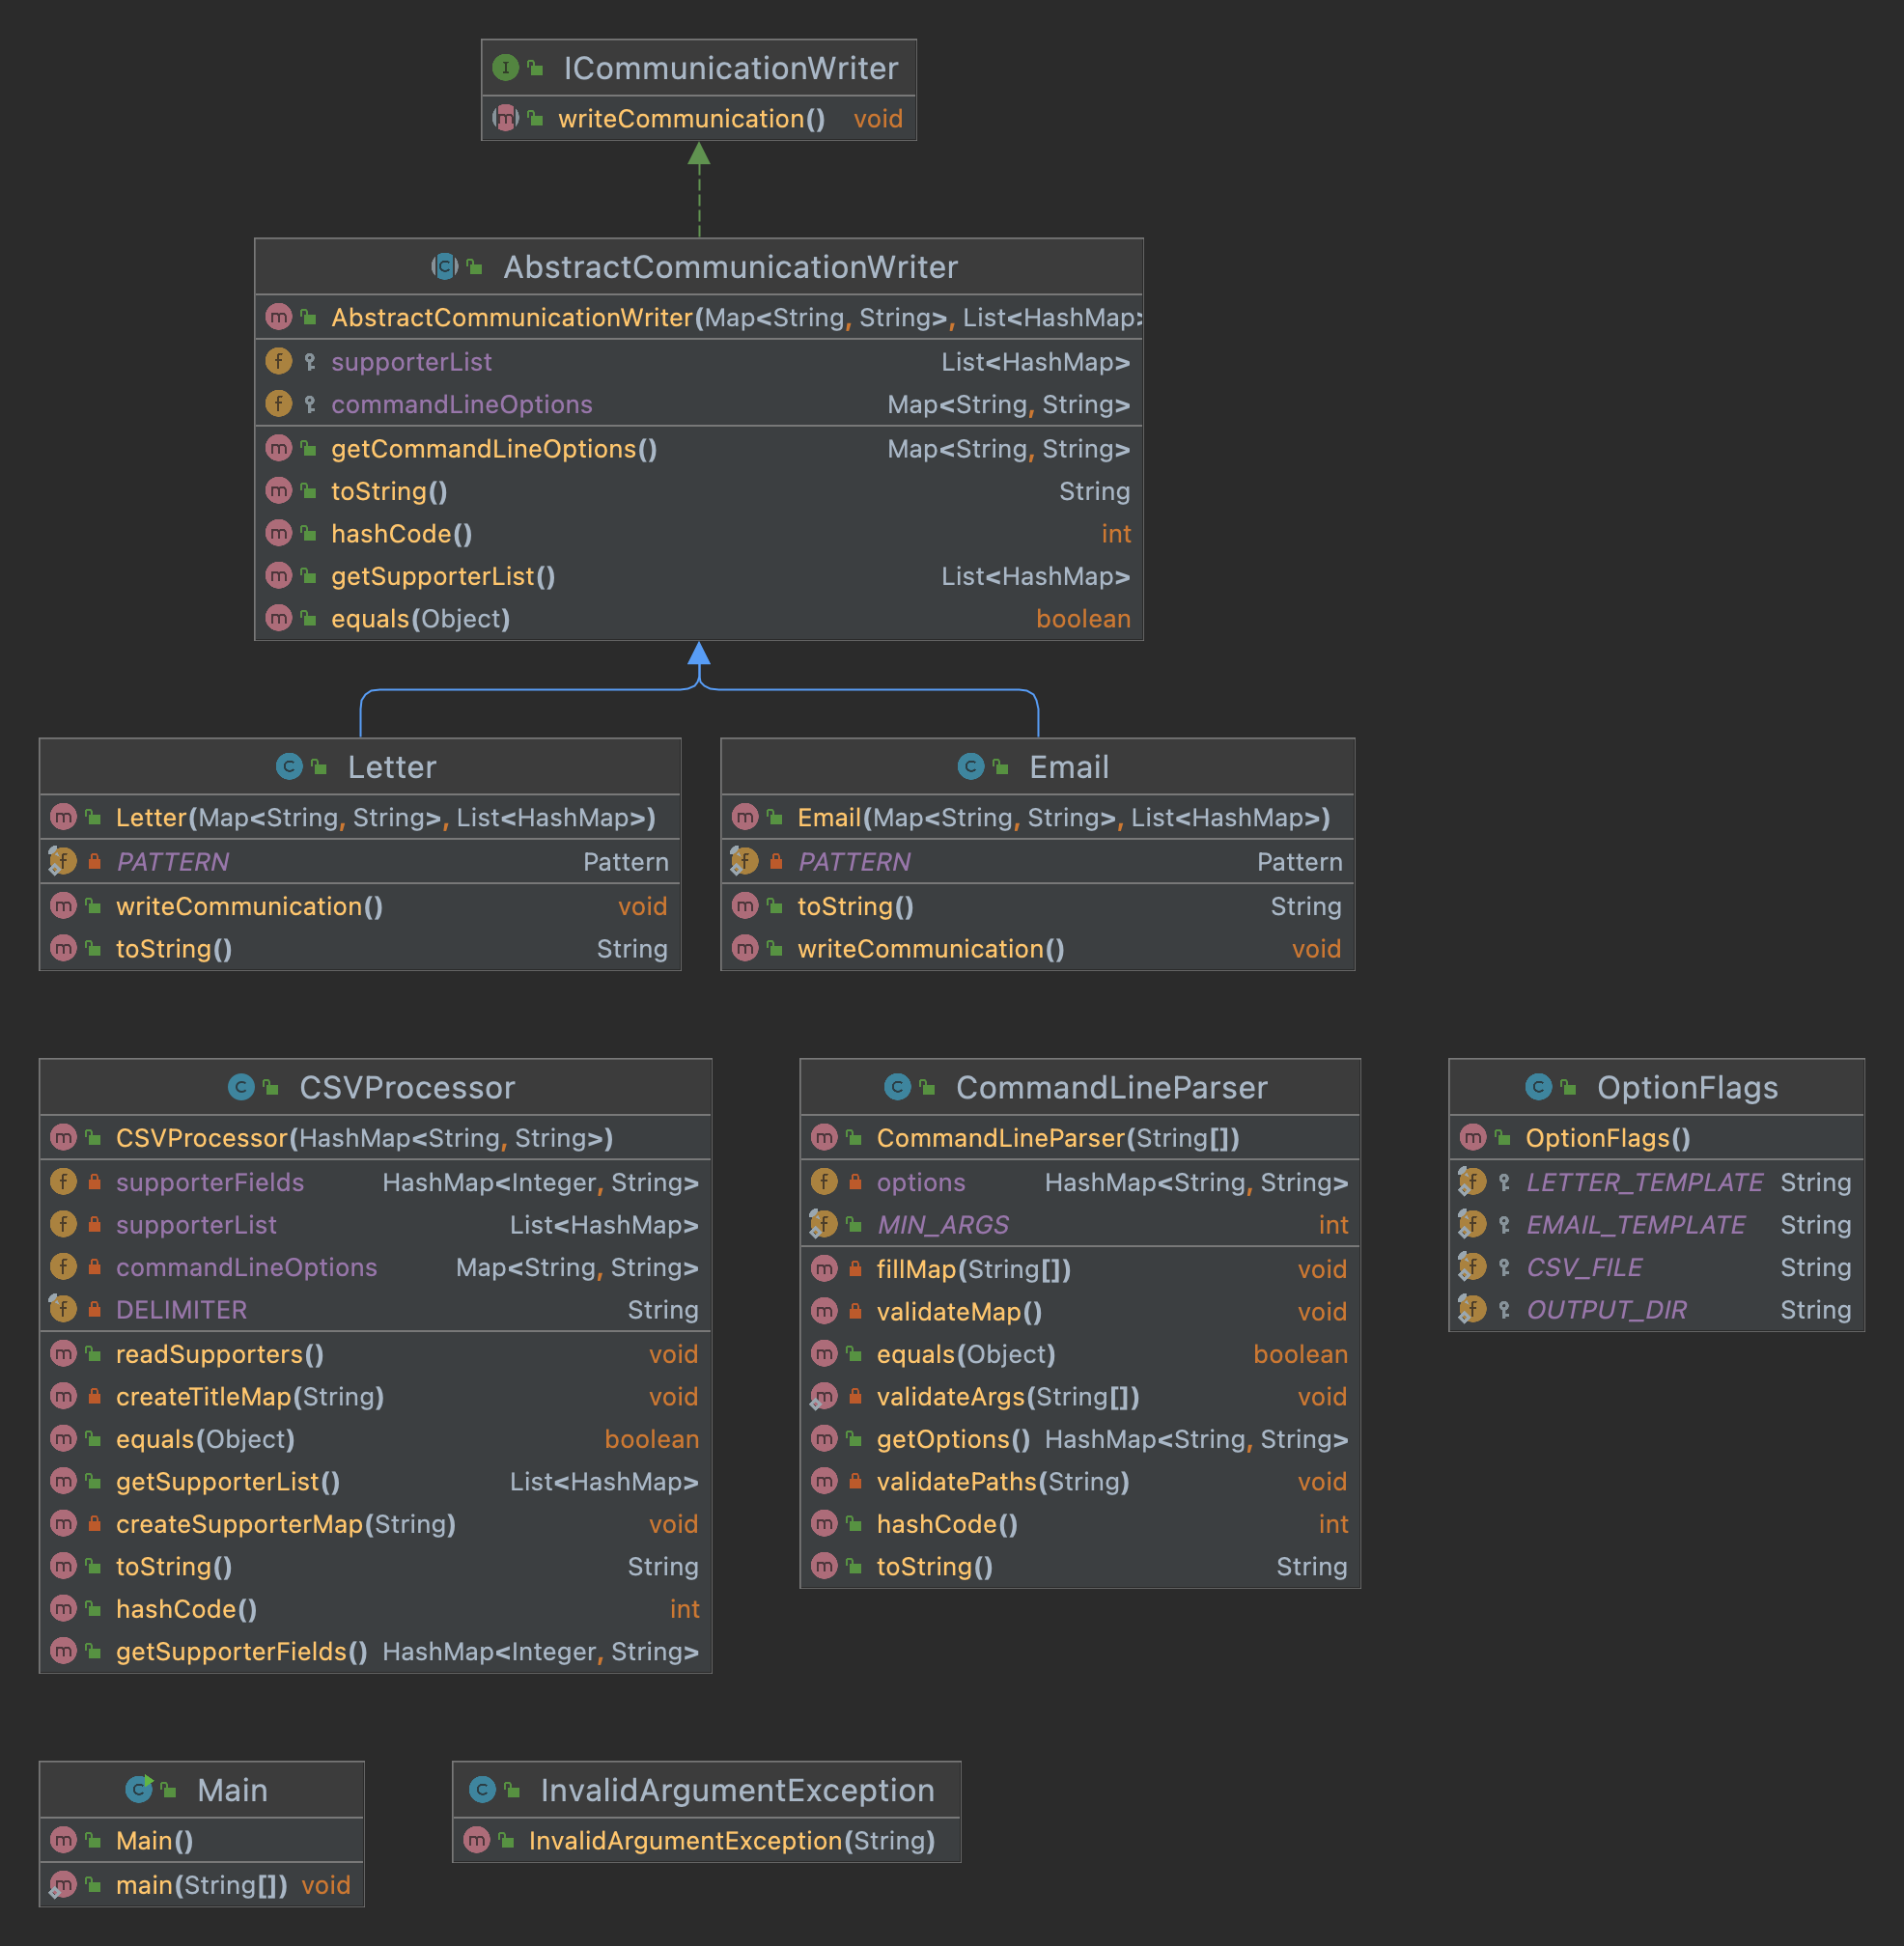 ICommunicationWriter
writeCommunication() void
AbstractCommunicationWriter
AbstractCommunicationWriter(Map<String, String>, List<HashMap>
supporterList List<HashMap>
commandLineOptions Map<String, String>
getCommandLineOptions() Map<String, String>
toString() String
hashCode() int
getSupporterList() List<HashMap>
equals(Object) boolean
Letter
Letter(Map<String, String>, List<HashMap>)
PATTERN Pattern
writeCommunication() void
toString() String
Email
Email(Map<String, String>, List<HashMap>)
PATTERN Pattern
toString() String
writeCommunication() void
CSVProcessor
CSVProcessor(HashMap<String, String>)
supporterFields HashMap<Integer, String>
supporterList List<HashMap>
commandLineOptions Map<String, String>
DELIMITER String
readSupporters() void
createTitleMap(String) void
equals(Object) boolean
getSupporterList() List<HashMap>
createSupporterMap(String) void
toString() String
hashCode() int
getSupporterFields() HashMap<Integer, String>
CommandLineParser
CommandLineParser(String[])
options HashMap<String, String>
MIN_ARGS int
fillMap(String[]) void
validateMap() void
equals(Object) boolean
validateArgs(String[]) void
getOptions() HashMap<String, String>
validatePaths(String) void
hashCode() int
toString() String
OptionFlags
OptionFlags()
LETTER_TEMPLATE String
EMAIL_TEMPLATE String
CSV_FILE String
OUTPUT_DIR String
Main
Main()
main(String[]) void
InvalidArgumentException
InvalidArgumentException(String)